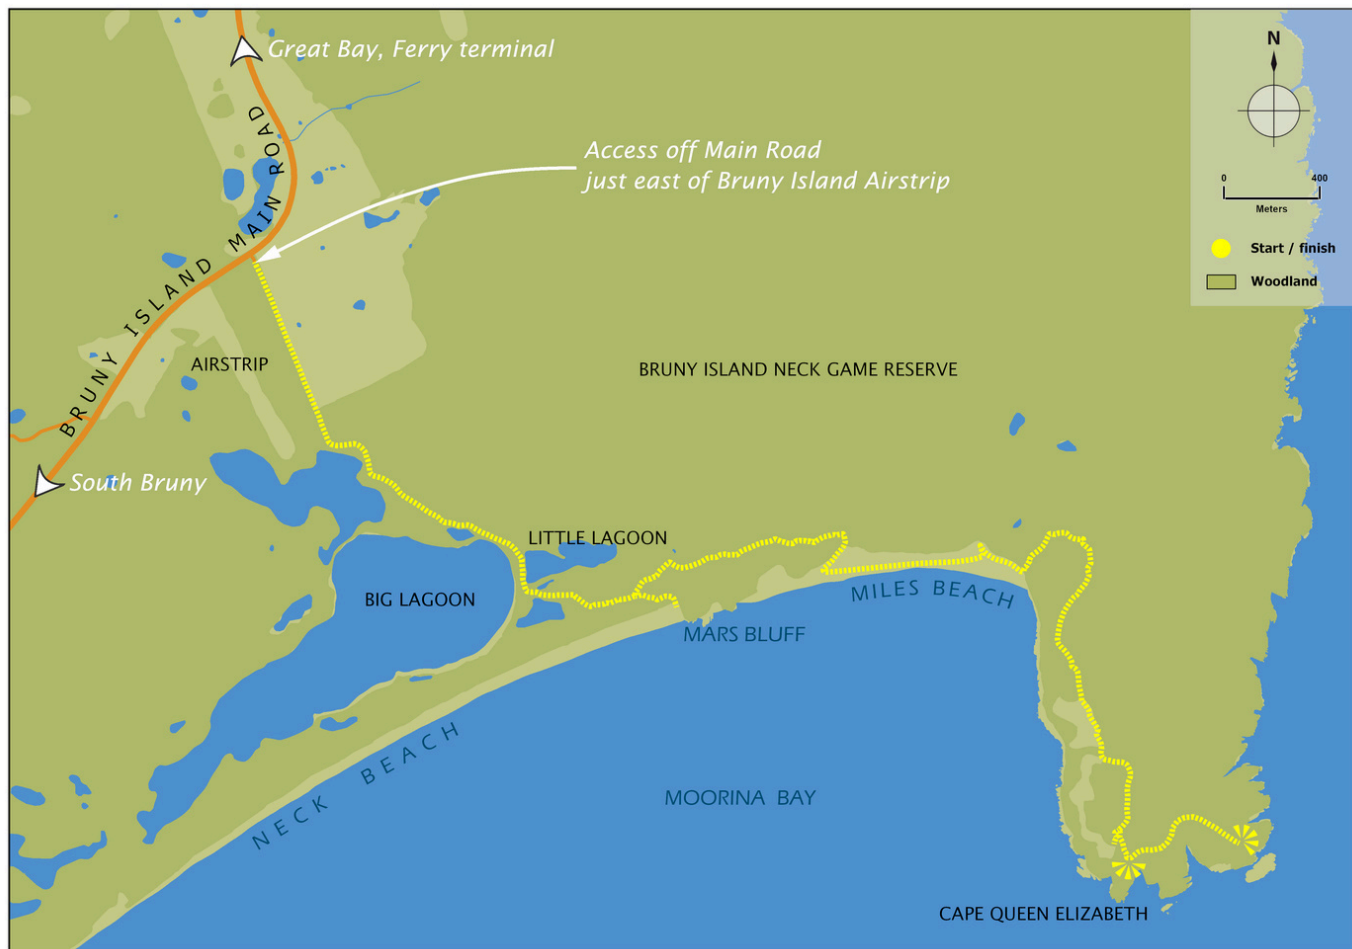 Great Bay, Ferry terminal
N
0 400
Meters
Start / finish
Woodland
Access off Main Road
just east of Bruny Island Airstrip
BRUNY ISLAND MAIN ROAD
AIRSTRIP
BRUNY ISLAND NECK GAME RESERVE
South Bruny
LITTLE LAGOON
BIG LAGOON
MILES BEACH
MARS BLUFF
NECK BEACH
MOORINA BAY
CAPE QUEEN ELIZABETH